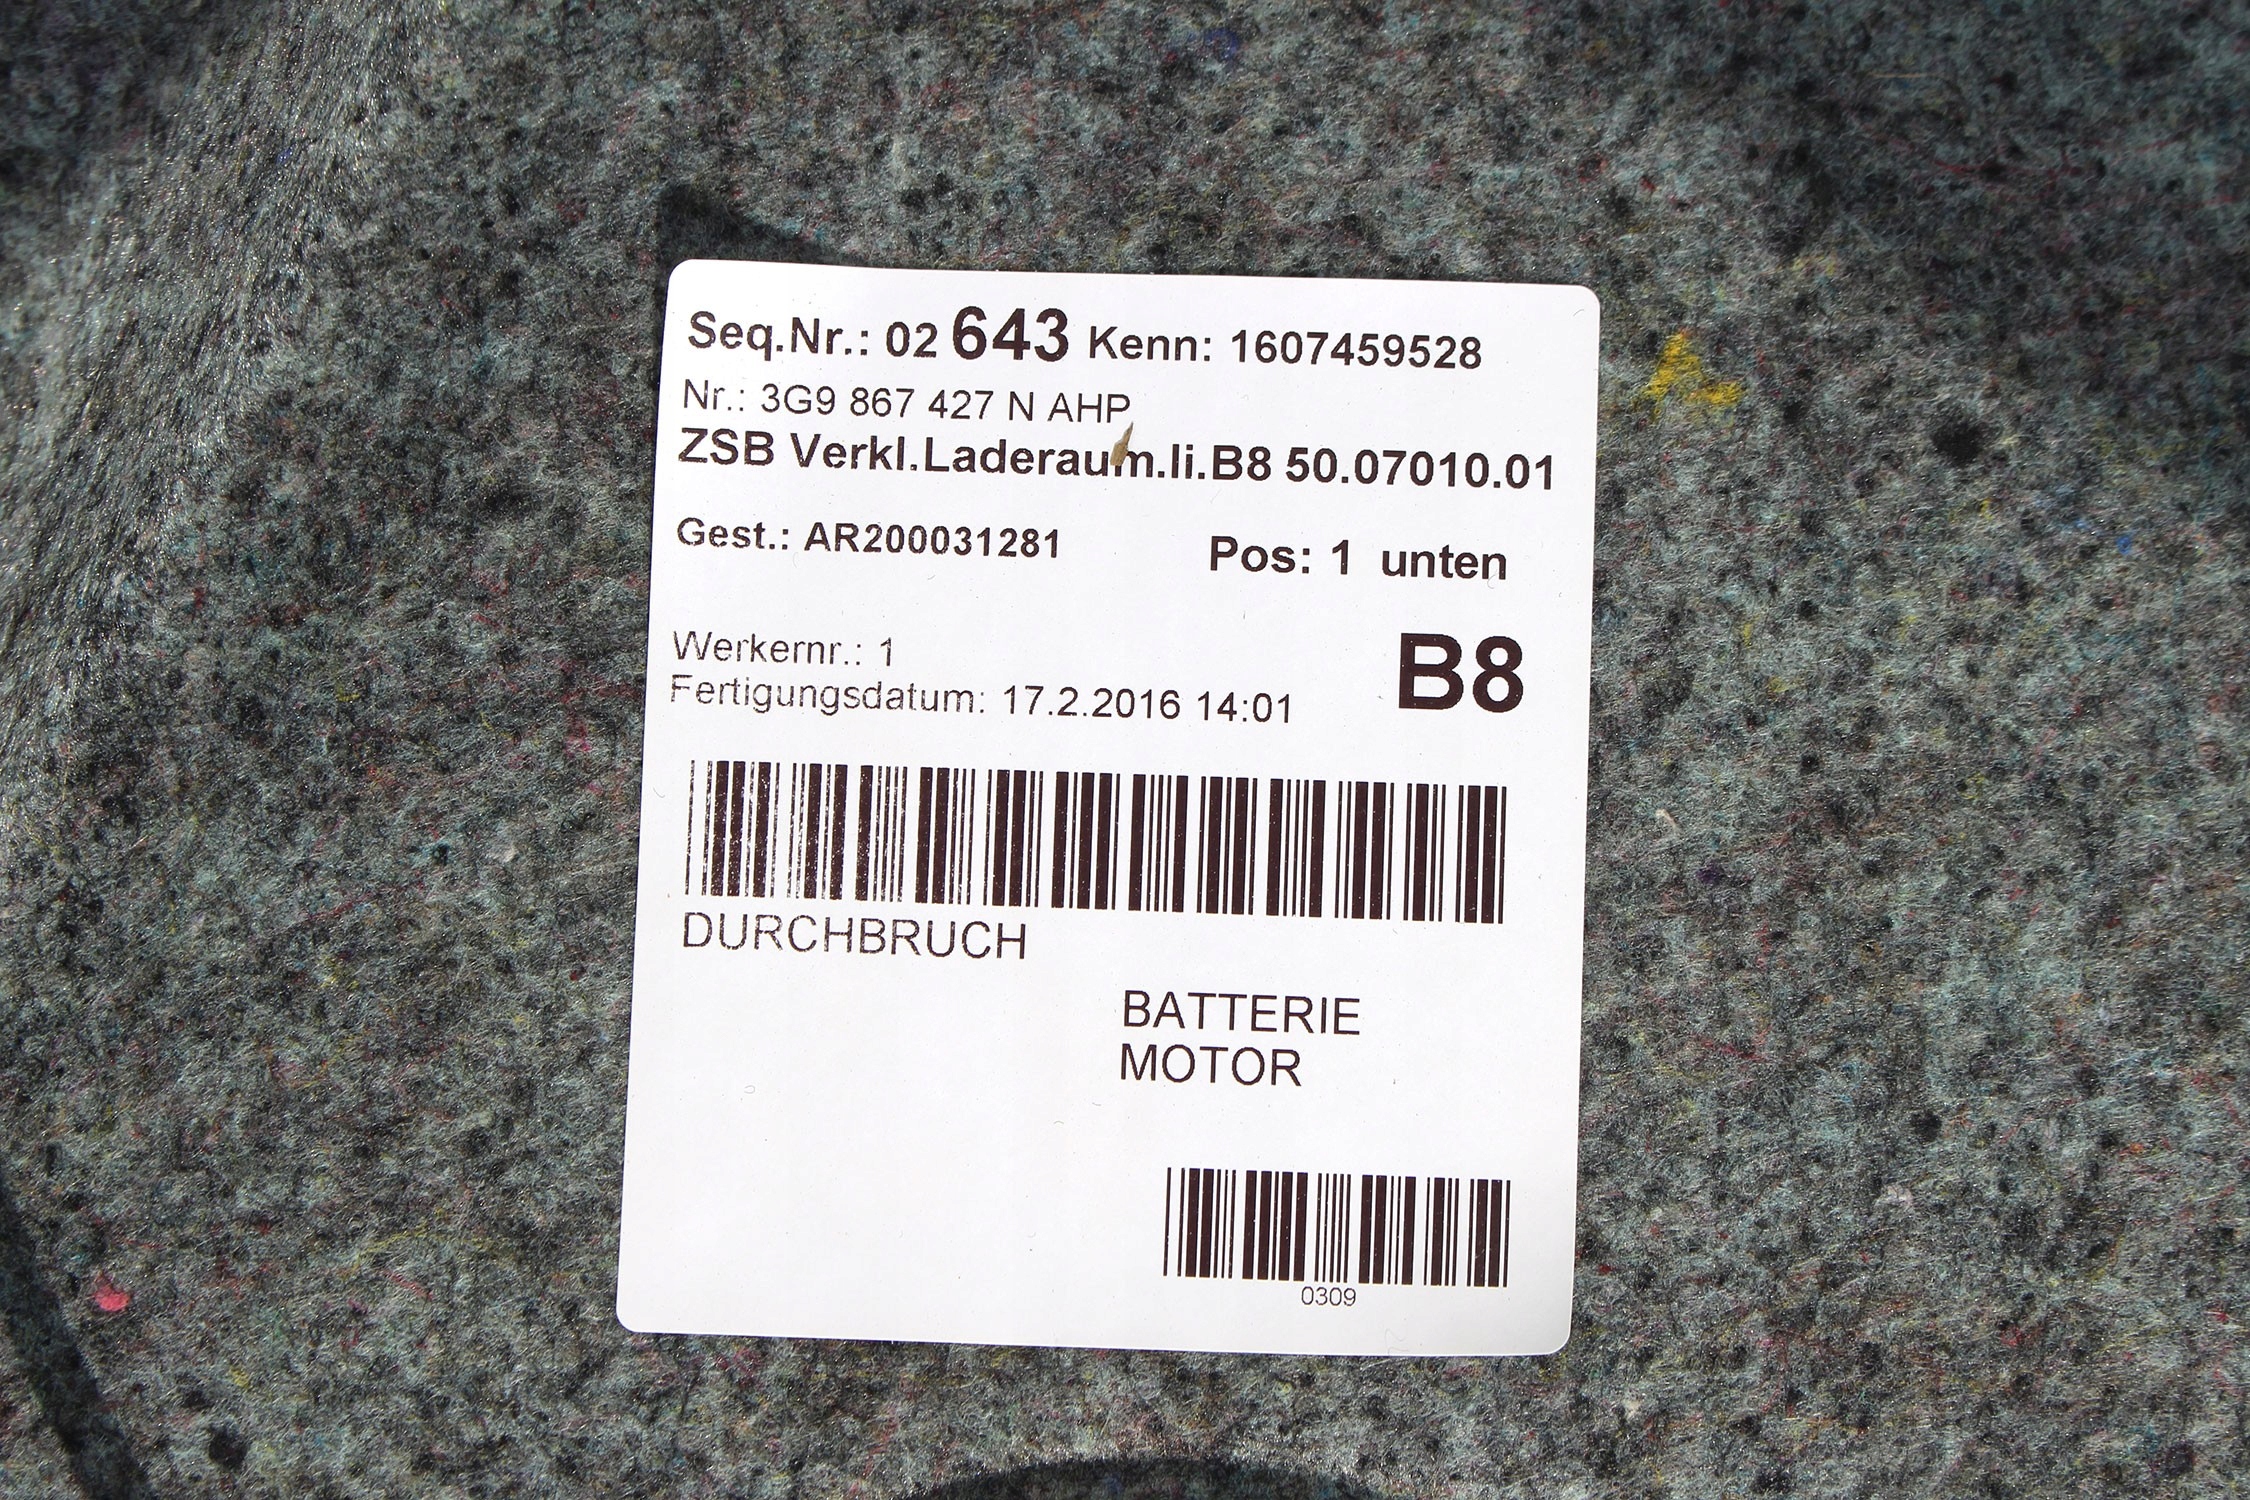 Seq.Nr.: 02 643 Kenn: 1607459528
Nr.: 3G9 867 427 N AHP
ZSB Verkl.Laderaum.li.B8 50.07010.01
Gest.: AR200031281 Pos: 1 unten
Werkernr.: 1
B8
Fertigungsdatum: 17.2.2016 14:01
DURCHBRUCH
BATTERIE
MOTOR
0309